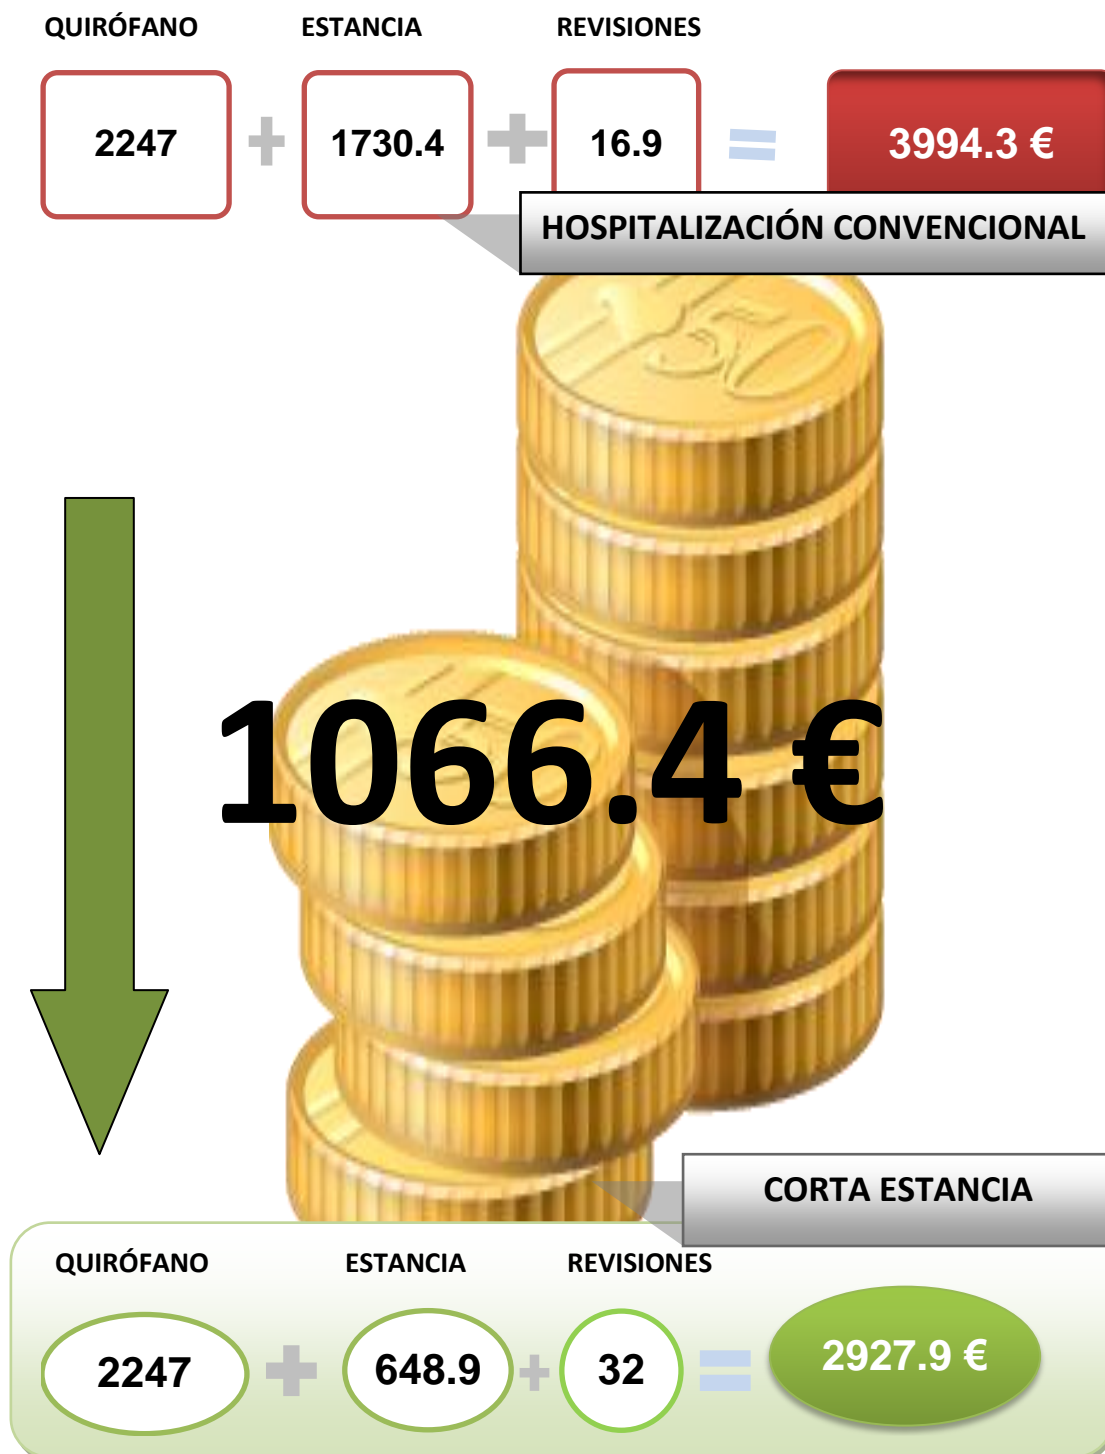 QUIRÓFANO ESTANCIA REVISIONES
2247 + 1730.4 + 16.9 = 3994.3 €
HOSPITALIZACIÓN CONVENCIONAL
50
1066.4 €
CORTA ESTANCIA
QUIRÓFANO ESTANCIA REVISIONES
2247 + 648.9 + 32 = 2927.9 €